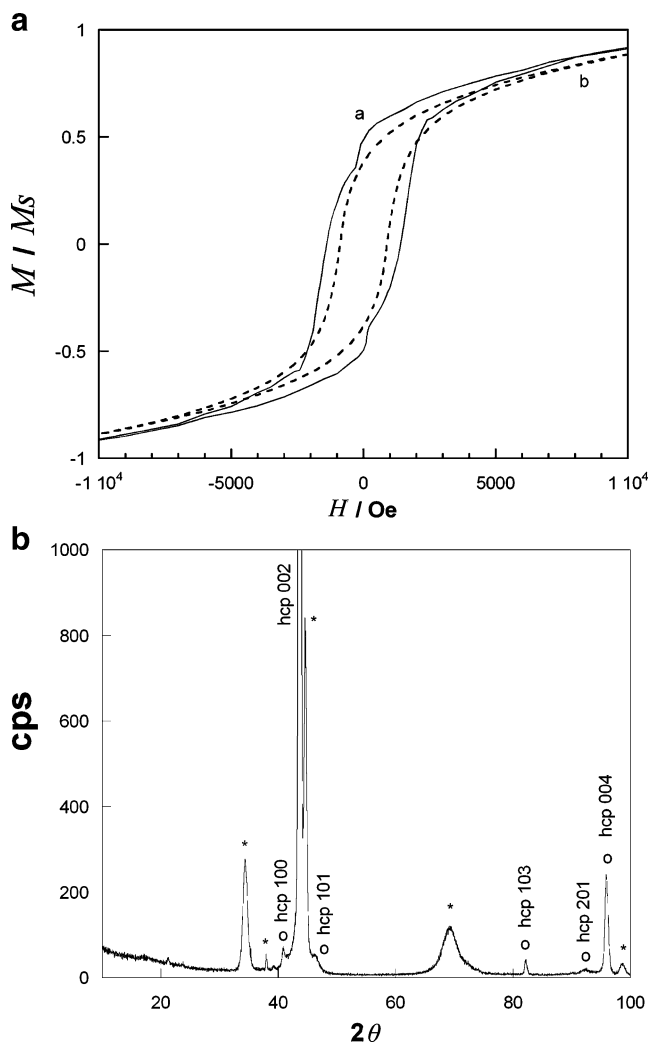 a
1
0.5
0
-0.5
-1
M / Ms
a
b
-1 10⁴
-5000
0
5000
1 10⁴
H / Oe
b
1000
800
600
400
200
0
cps
hcp 002
*
*
*
o hcp 100
o hcp 101
*
o hcp 103
o hcp 201
o hcp 004
*
20
40
60
80
100
2θ